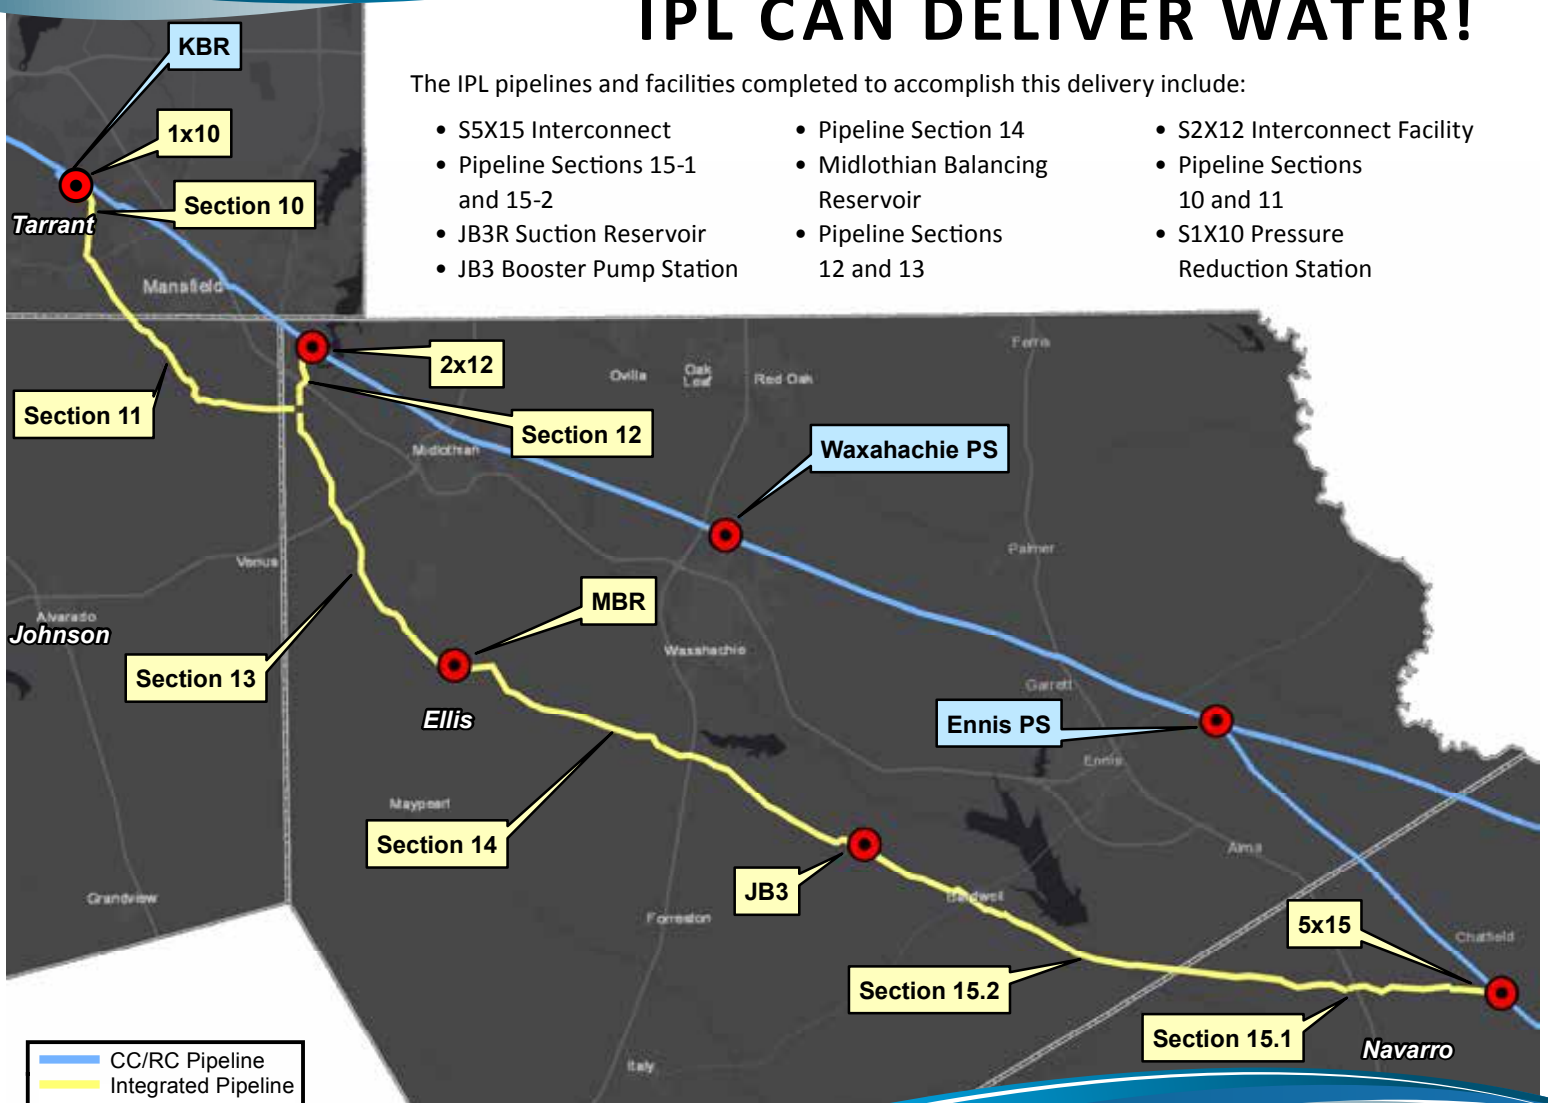 IPL CAN DELIVER WATER!
The IPL pipelines and facilities completed to accomplish this delivery include:
• S5X15 Interconnect
• Pipeline Sections 15-1
and 15-2
• JB3R Suction Reservoir
• JB3 Booster Pump Station
• Pipeline Section 14
• Midlothian Balancing
Reservoir
• Pipeline Sections
12 and 13
• S2X12 Interconnect Facility
• Pipeline Sections
10 and 11
• S1X10 Pressure
Reduction Station
KBR
1x10
Section 10
Tarrant
Mansfield
2x12
Ferris
Ovilla
Oak
Leaf
Red Oak
Section 11
Section 12
Midlothian
Waxahachie PS
Palmer
Venus
MBR
Alvarado
Johnson
Waxahachie
Section 13
Garrett
Ellis
Ennis PS
Ennis
Maypearl
Section 14
Alma
JB3
Grandview
Bardwell
Forreston
5x15
Chatfield
Section 15.2
Section 15.1
Navarro
Italy
CC/RC Pipeline
Integrated Pipeline